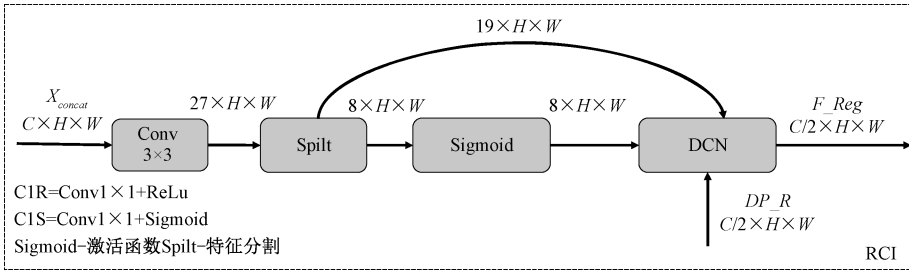 19×H×W
X_concat
C×H×W
27×H×W
8×H×W
8×H×W
F_Reg
C/2×H×W
Conv
3×3
Spilt
Sigmoid
DCN
C1R=Conv1×1+ReLu
C1S=Conv1×1+Sigmoid
Sigmoid-激活函数Spilt-特征分割
DP_R
C/2×H×W
RCI